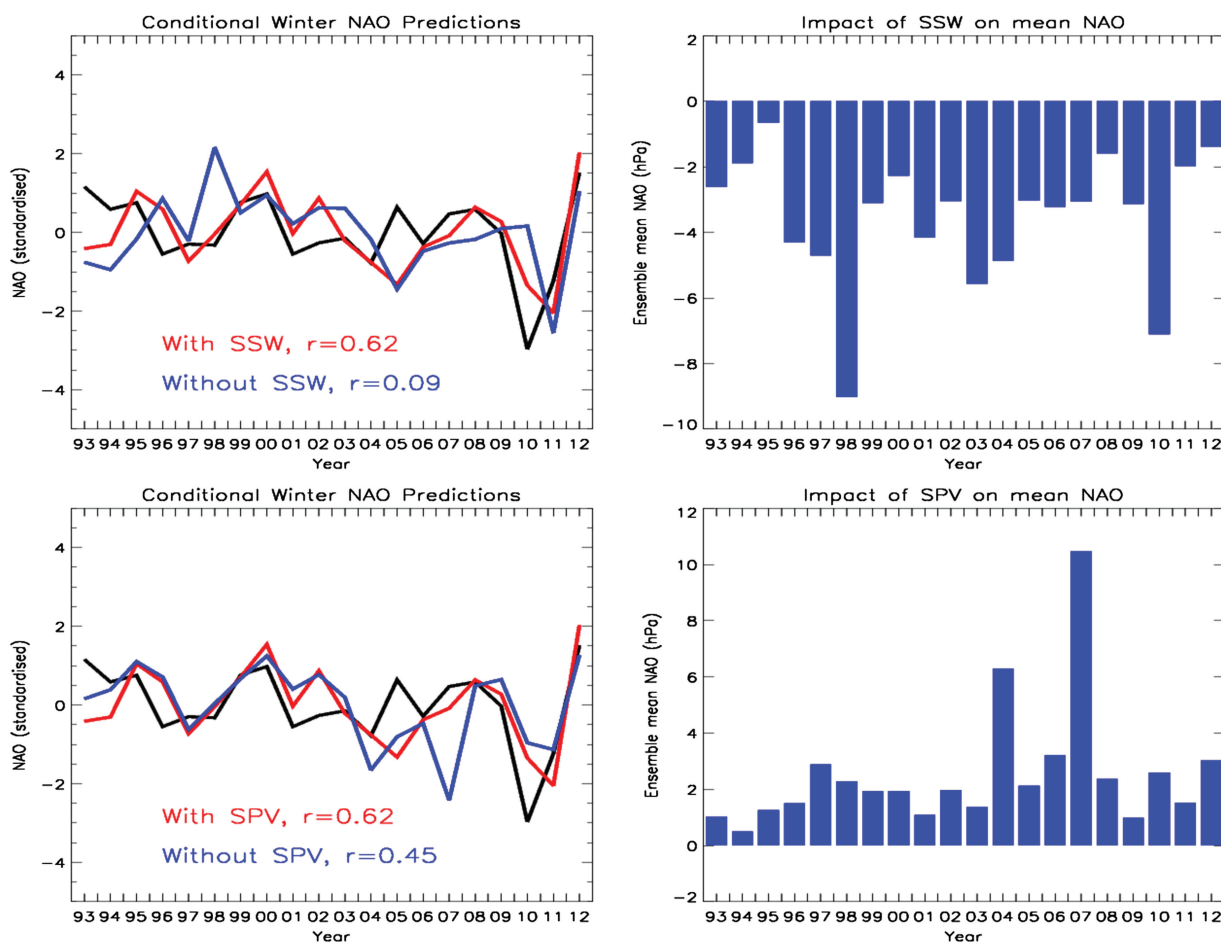 Conditional Winter NAO Predictions
NAO (standardised)
4
2
0
−2
−4
With SSW, r=0.62
Without SSW, r=0.09
93 94 95 96 97 98 99 00 01 02 03 04 05 06 07 08 09 10 11 12
Year
Impact of SSW on mean NAO
Ensemble mean NAO (hPa)
2
0
−2
−4
−6
−8
−10
93 94 95 96 97 98 99 00 01 02 03 04 05 06 07 08 09 10 11 12
Year
Conditional Winter NAO Predictions
NAO (standardised)
4
2
0
−2
−4
With SPV, r=0.62
Without SPV, r=0.45
93 94 95 96 97 98 99 00 01 02 03 04 05 06 07 08 09 10 11 12
Year
Impact of SPV on mean NAO
Ensemble mean NAO (hPa)
12
10
8
6
4
2
0
−2
93 94 95 96 97 98 99 00 01 02 03 04 05 06 07 08 09 10 11 12
Year